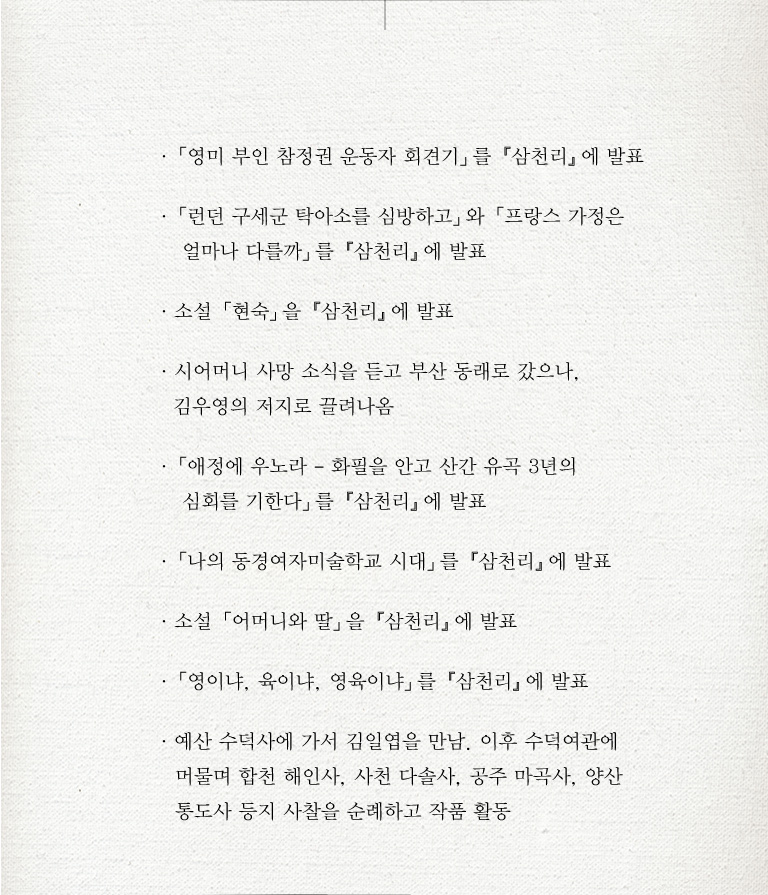 · 「영미 부인 참정권 운동자 회견기」를 『삼천리』에 발표
· 「런던 구세군 탁아소를 심방하고」와 「프랑스 가정은
얼마나 다를까」를 『삼천리』에 발표
· 소설 「현숙」을 『삼천리』에 발표
· 시어머니 사망 소식을 듣고 부산 동래로 갔으나,
김우영의 저지로 끌려나옴
· 「애정에 우노라 – 화필을 안고 산간 유곡 3년의
심회를 기한다」를 『삼천리』에 발표
· 「나의 동경여자미술학교 시대」를 『삼천리』에 발표
· 소설 「어머니와 딸」을 『삼천리』에 발표
· 「영이냐, 육이냐, 영육이냐」를 『삼천리』에 발표
· 예산 수덕사에 가서 김일엽을 만남. 이후 수덕여관에
머물며 합천 해인사, 사천 다솔사, 공주 마곡사, 양산
통도사 등지 사찰을 순례하고 작품 활동